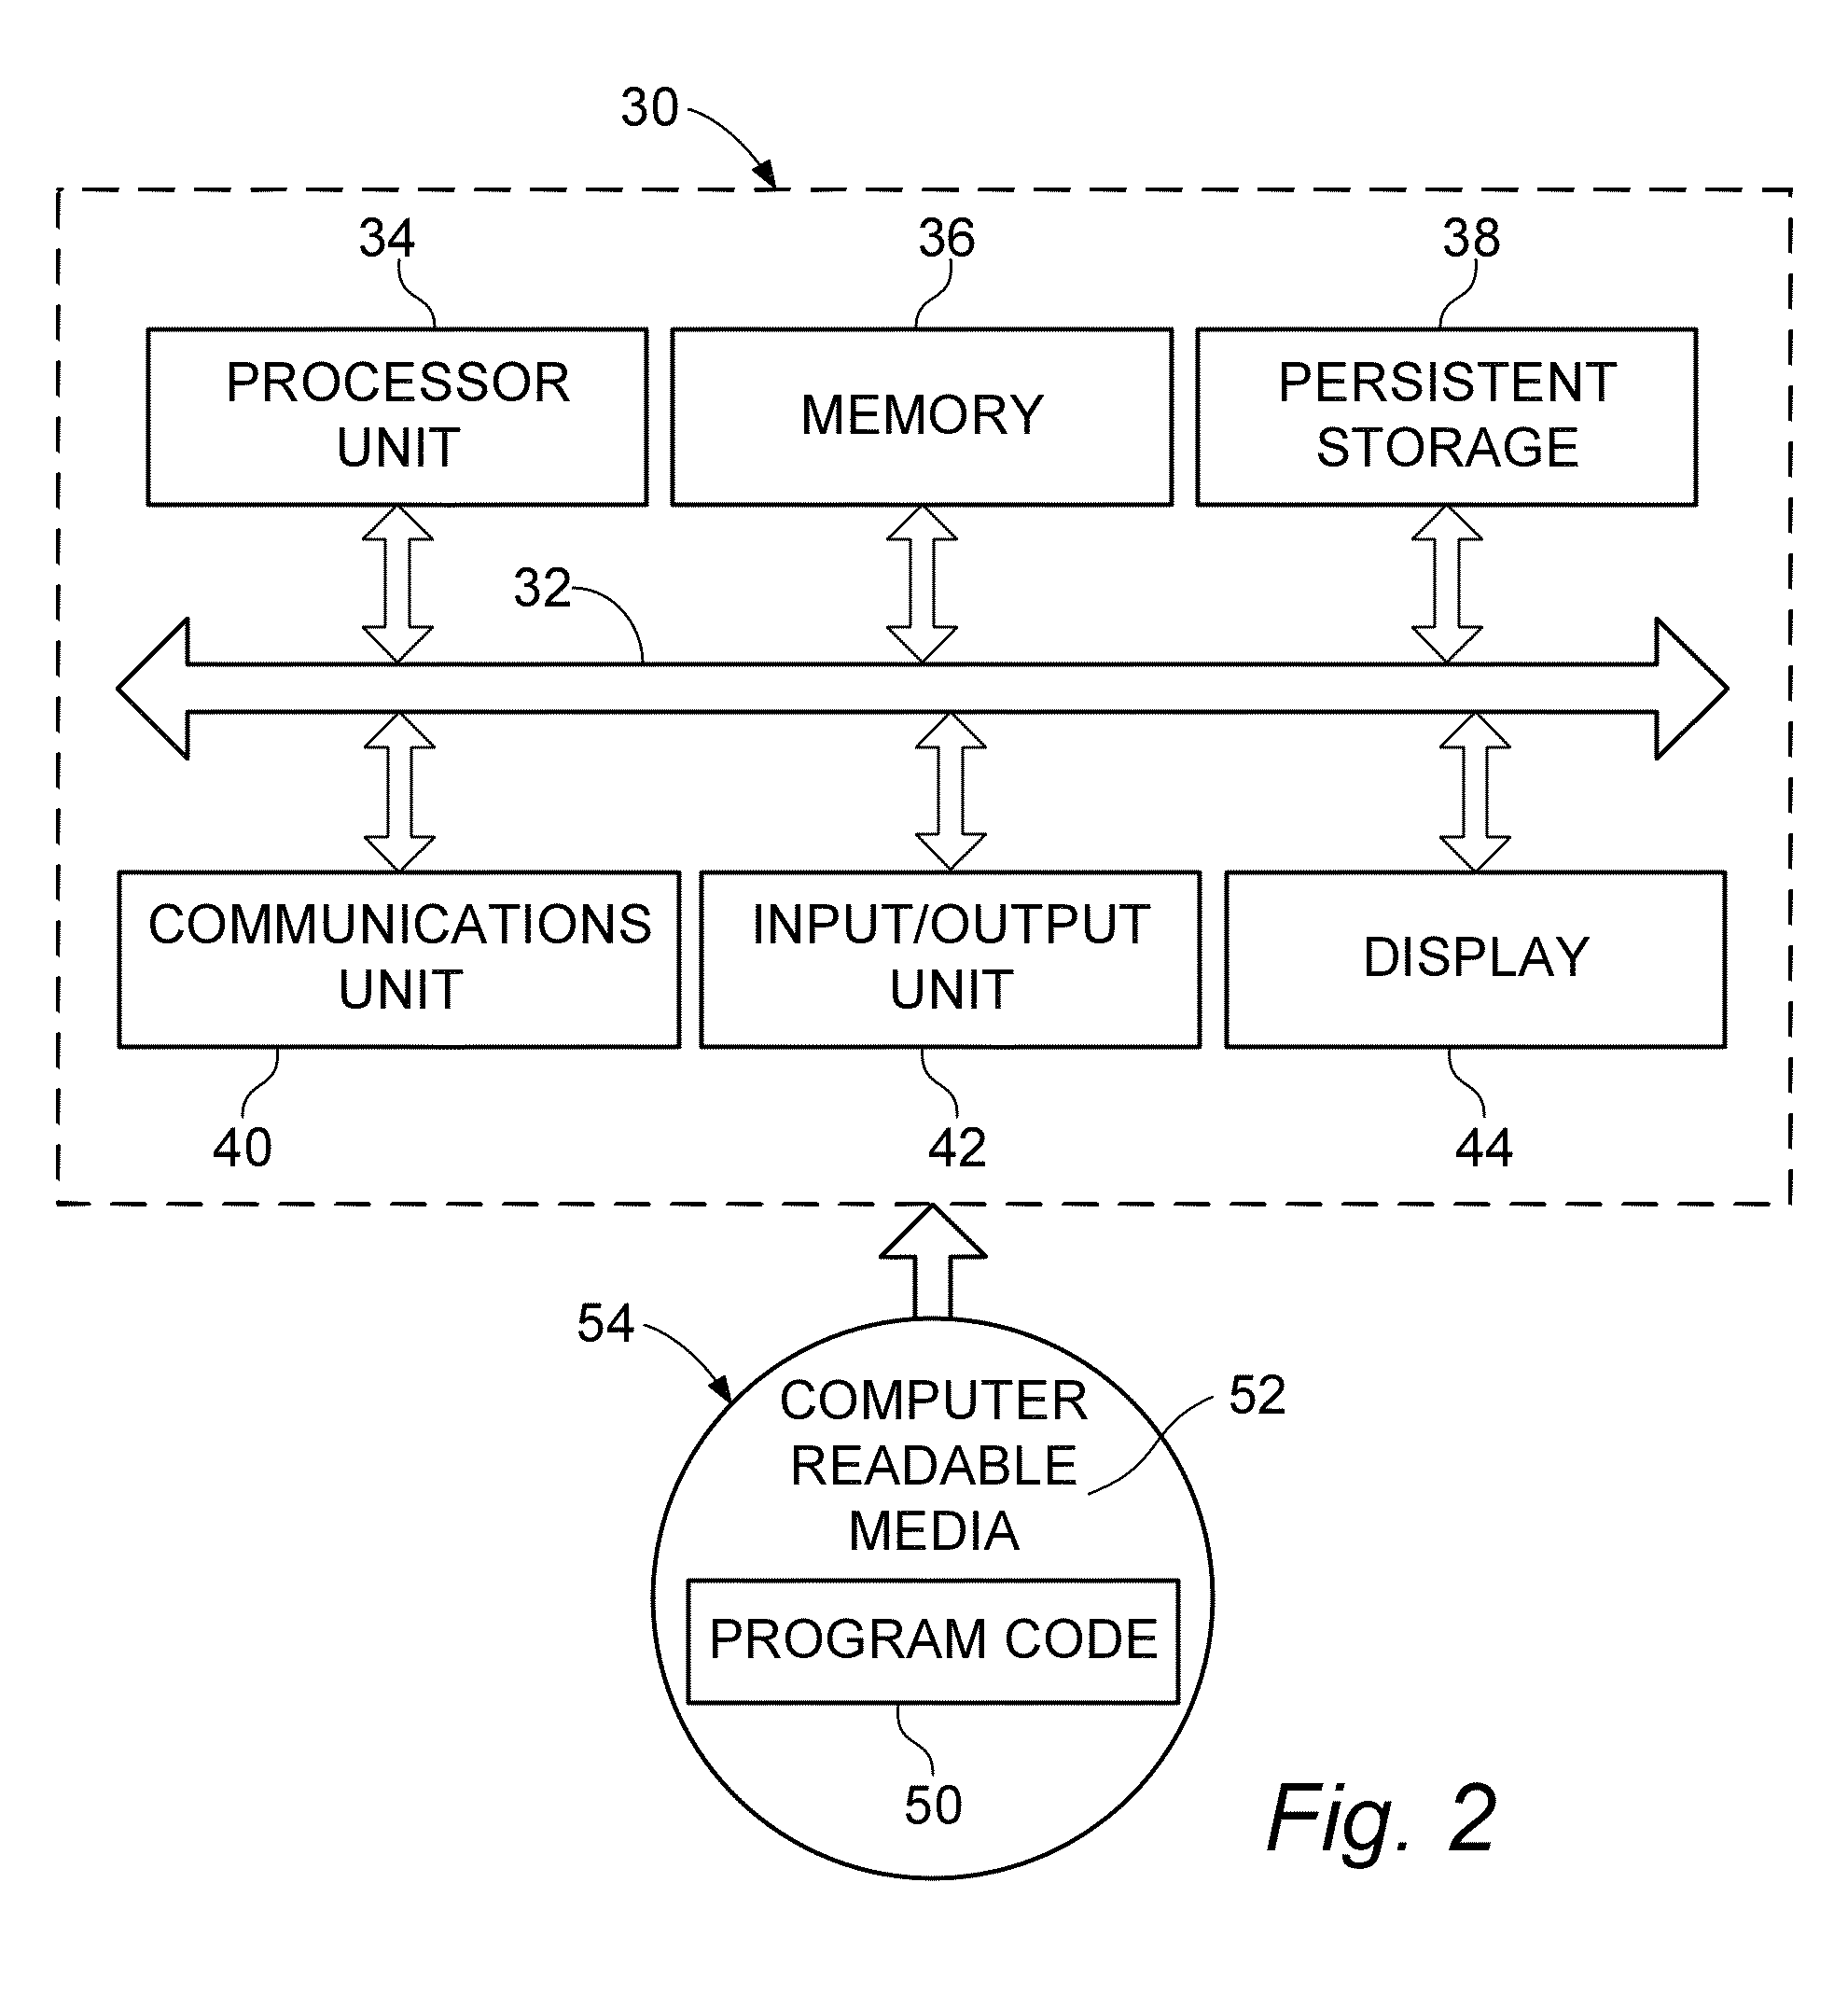 30
34
36
38
PROCESSOR
UNIT
MEMORY
PERSISTENT
STORAGE
32
COMMUNICATIONS
UNIT
INPUT/OUTPUT
UNIT
DISPLAY
40
42
44
54
52
COMPUTER
READABLE
MEDIA
PROGRAM CODE
50
Fig. 2